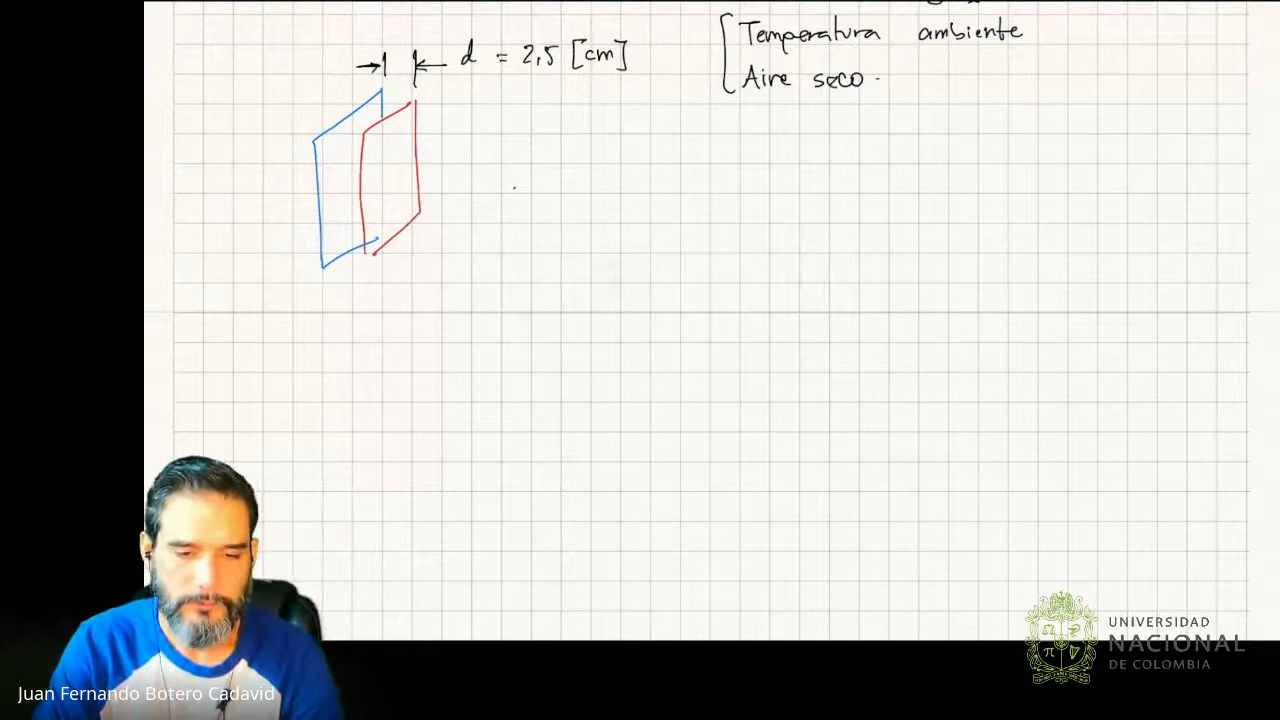 Temperatura ambiente
d = 2,5 [cm]
Aire seco.
UNIVERSIDAD
NACIONAL
DE COLOMBIA
Juan Fernando Botero Cadavid